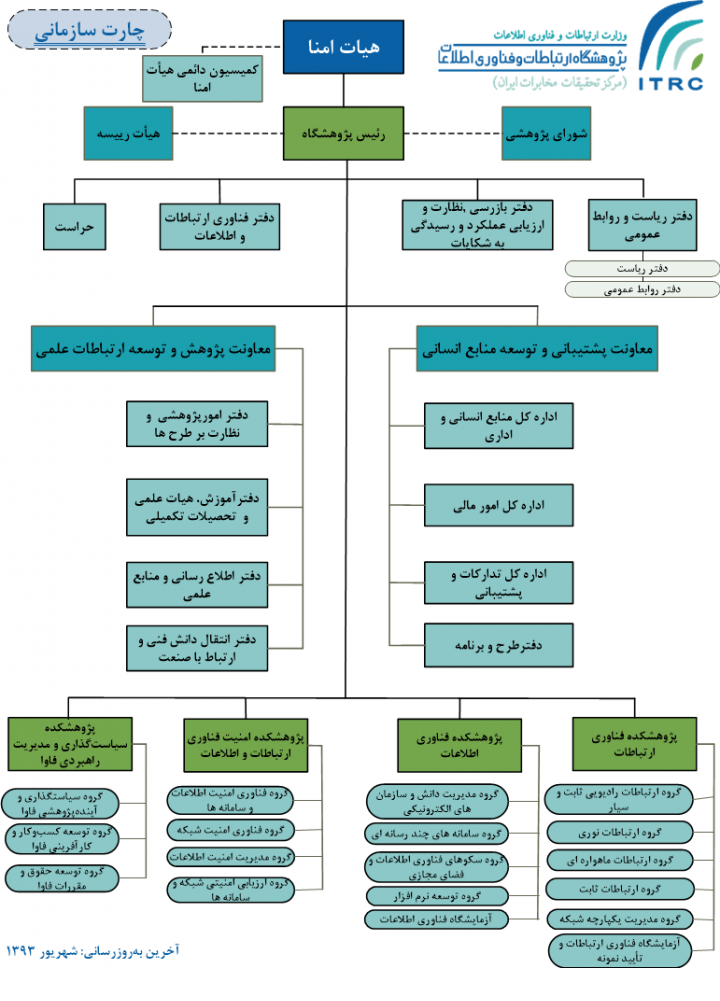 وزارت ارتباطات و فناوری اطلاعات
پژوهشگاه ارتباطات و فناوری اطلاعات
(مرکز تحقیقات مخابرات ایران)
ITRC
چارت سازمانی
هیات امنا
کمیسیون دائمی هیأت
امنا
شورای پژوهشی
رئیس پژوهشگاه
هیأت رییسه
دفتر ریاست و روابط
عمومی
دفتر ریاست
دفتر روابط عمومی
دفتر بازرسی ,نظارت و
ارزیابی عملکرد و رسیدگی
به شکایات
دفتر فناوری ارتباطات
و اطلاعات
حراست
معاونت پشتیبانی و توسعه منابع انسانی
اداره کل منابع انسانی و
اداری
اداره کل امور مالی
اداره کل تدارکات و
پشتیبانی
دفترطرح و برنامه
معاونت پژوهش و توسعه ارتباطات علمی
دفتر امورپژوهشی و
نظارت بر طرح ها
دفترآموزش، هیات علمی
و تحصیلات تکمیلی
دفتر اطلاع رسانی و منابع
علمی
دفتر انتقال دانش فنی و
ارتباط با صنعت
پژوهشکده فناوری
ارتباطات
گروه ارتباطات رادیویی ثابت و
سیار
گروه ارتباطات نوری
گروه ارتباطات ماهواره ای
گروه ارتباطات ثابت
گروه مدیریت یکپارچه شبکه
آزمایشگاه فناوری ارتباطات و
تأیید نمونه
پژوهشکده فناوری
اطلاعات
گروه مدیریت دانش و سازمان
های الکترونیکی
گروه سامانه های چند رسانه ای
گروه سکوهای فناوری اطلاعات و
فضای مجازی
گروه توسعه نرم افزار
آزمایشگاه فناوری اطلاعات
پژوهشکده امنیت فناوری
ارتباطات و اطلاعات
گروه فناوری امنیت اطلاعات
و سامانه ها
گروه فناوری امنیت شبکه
گروه مدیریت امنیت اطلاعات
گروه ارزیابی امنیتی شبکه و
سامانه ها
پژوهشکده
سیاست‌گذاری و مدیریت
راهبردی فاوا
گروه سیاستگذاری و
آینده‌پژوهشی فاوا
گروه توسعه کسب‌وکار و
کارآفرینی فاوا
گروه توسعه حقوق و
مقررات فاوا
آخرین به‌روزرسانی: شهریور ۱۳۹۳